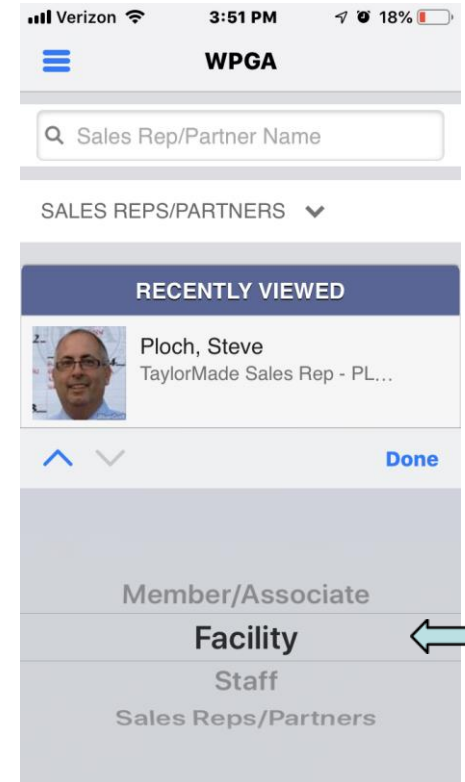 Verizon 3:51 PM 18%
WPGA
Sales Rep/Partner Name
SALES REPS/PARTNERS
RECENTLY VIEWED
Ploch, Steve
TaylorMade Sales Rep - PL...
Done
Member/Associate
Facility
Staff
Sales Reps/Partners